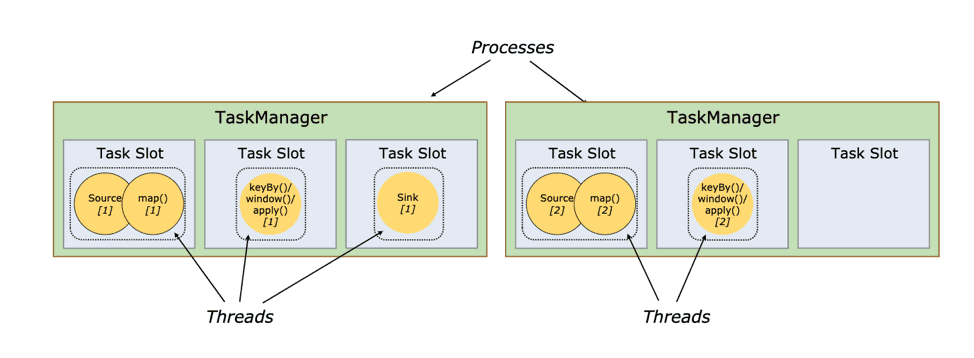 Processes
TaskManager
Task Slot
Source
[1]
map()
[1]
Task Slot
keyBy()/
window()/
apply()
[1]
Task Slot
Sink
[1]
TaskManager
Task Slot
Source
[2]
map()
[2]
Task Slot
keyBy()/
window()/
apply()
[2]
Task Slot
Threads
Threads